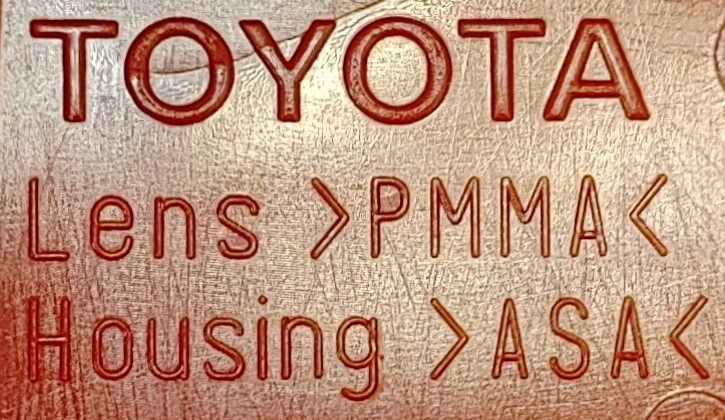 TOYOTA
Lens >PMMA<
Housing >ASA<